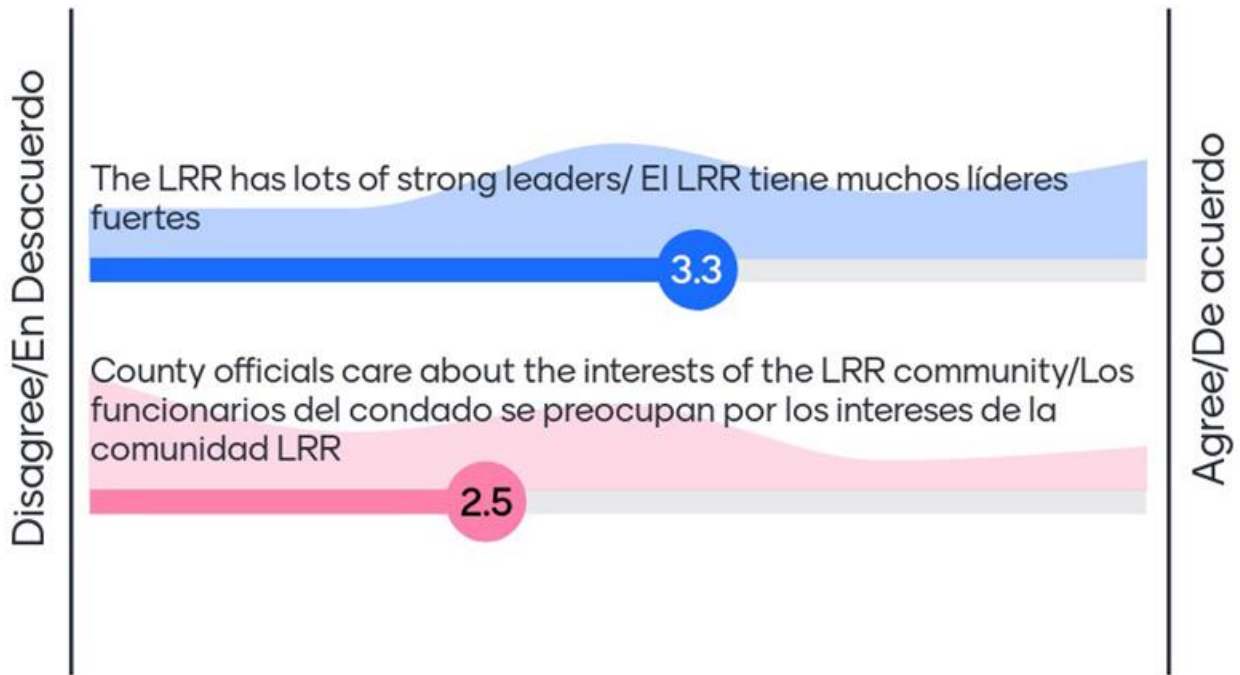 Disagree/En Desacuerdo
The LRR has lots of strong leaders/ El LRR tiene muchos líderes
fuertes
3.3
County officials care about the interests of the LRR community/Los
funcionarios del condado se preocupan por los intereses de la
comunidad LRR
2.5
Agree/De acuerdo